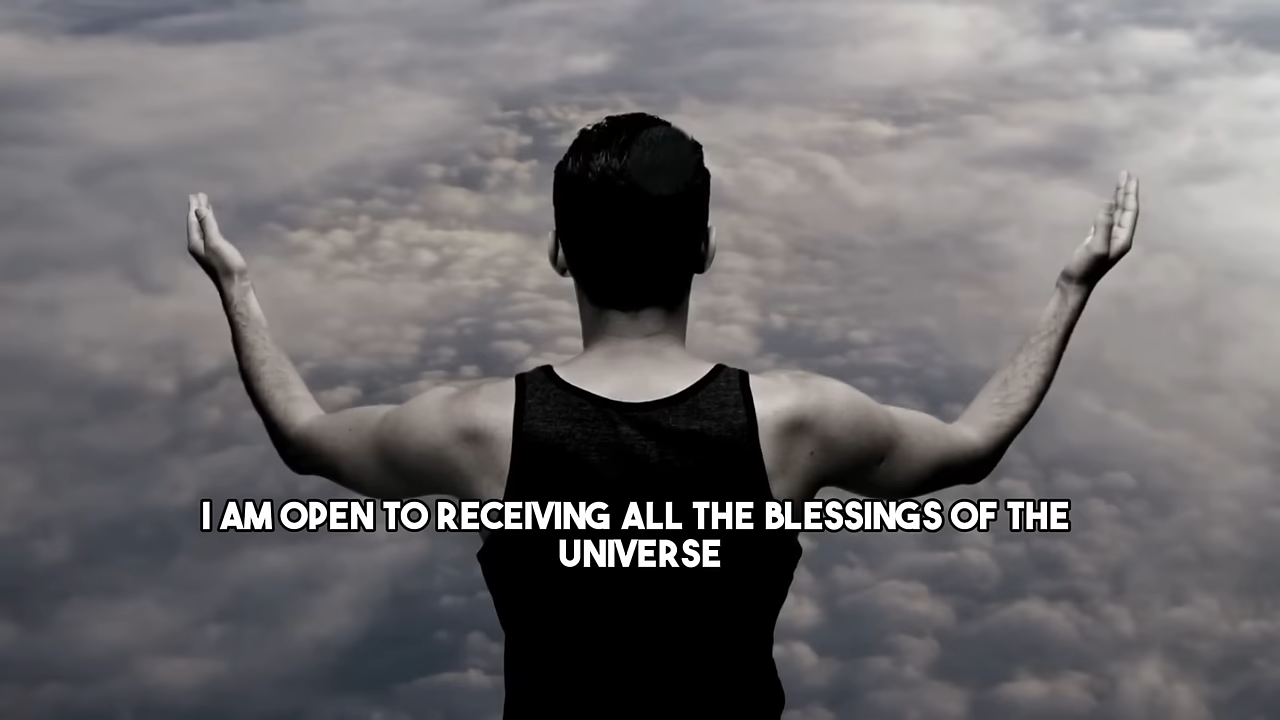 I AM OPEN TO RECEIVING ALL THE BLESSINGS OF THE
UNIVERSE